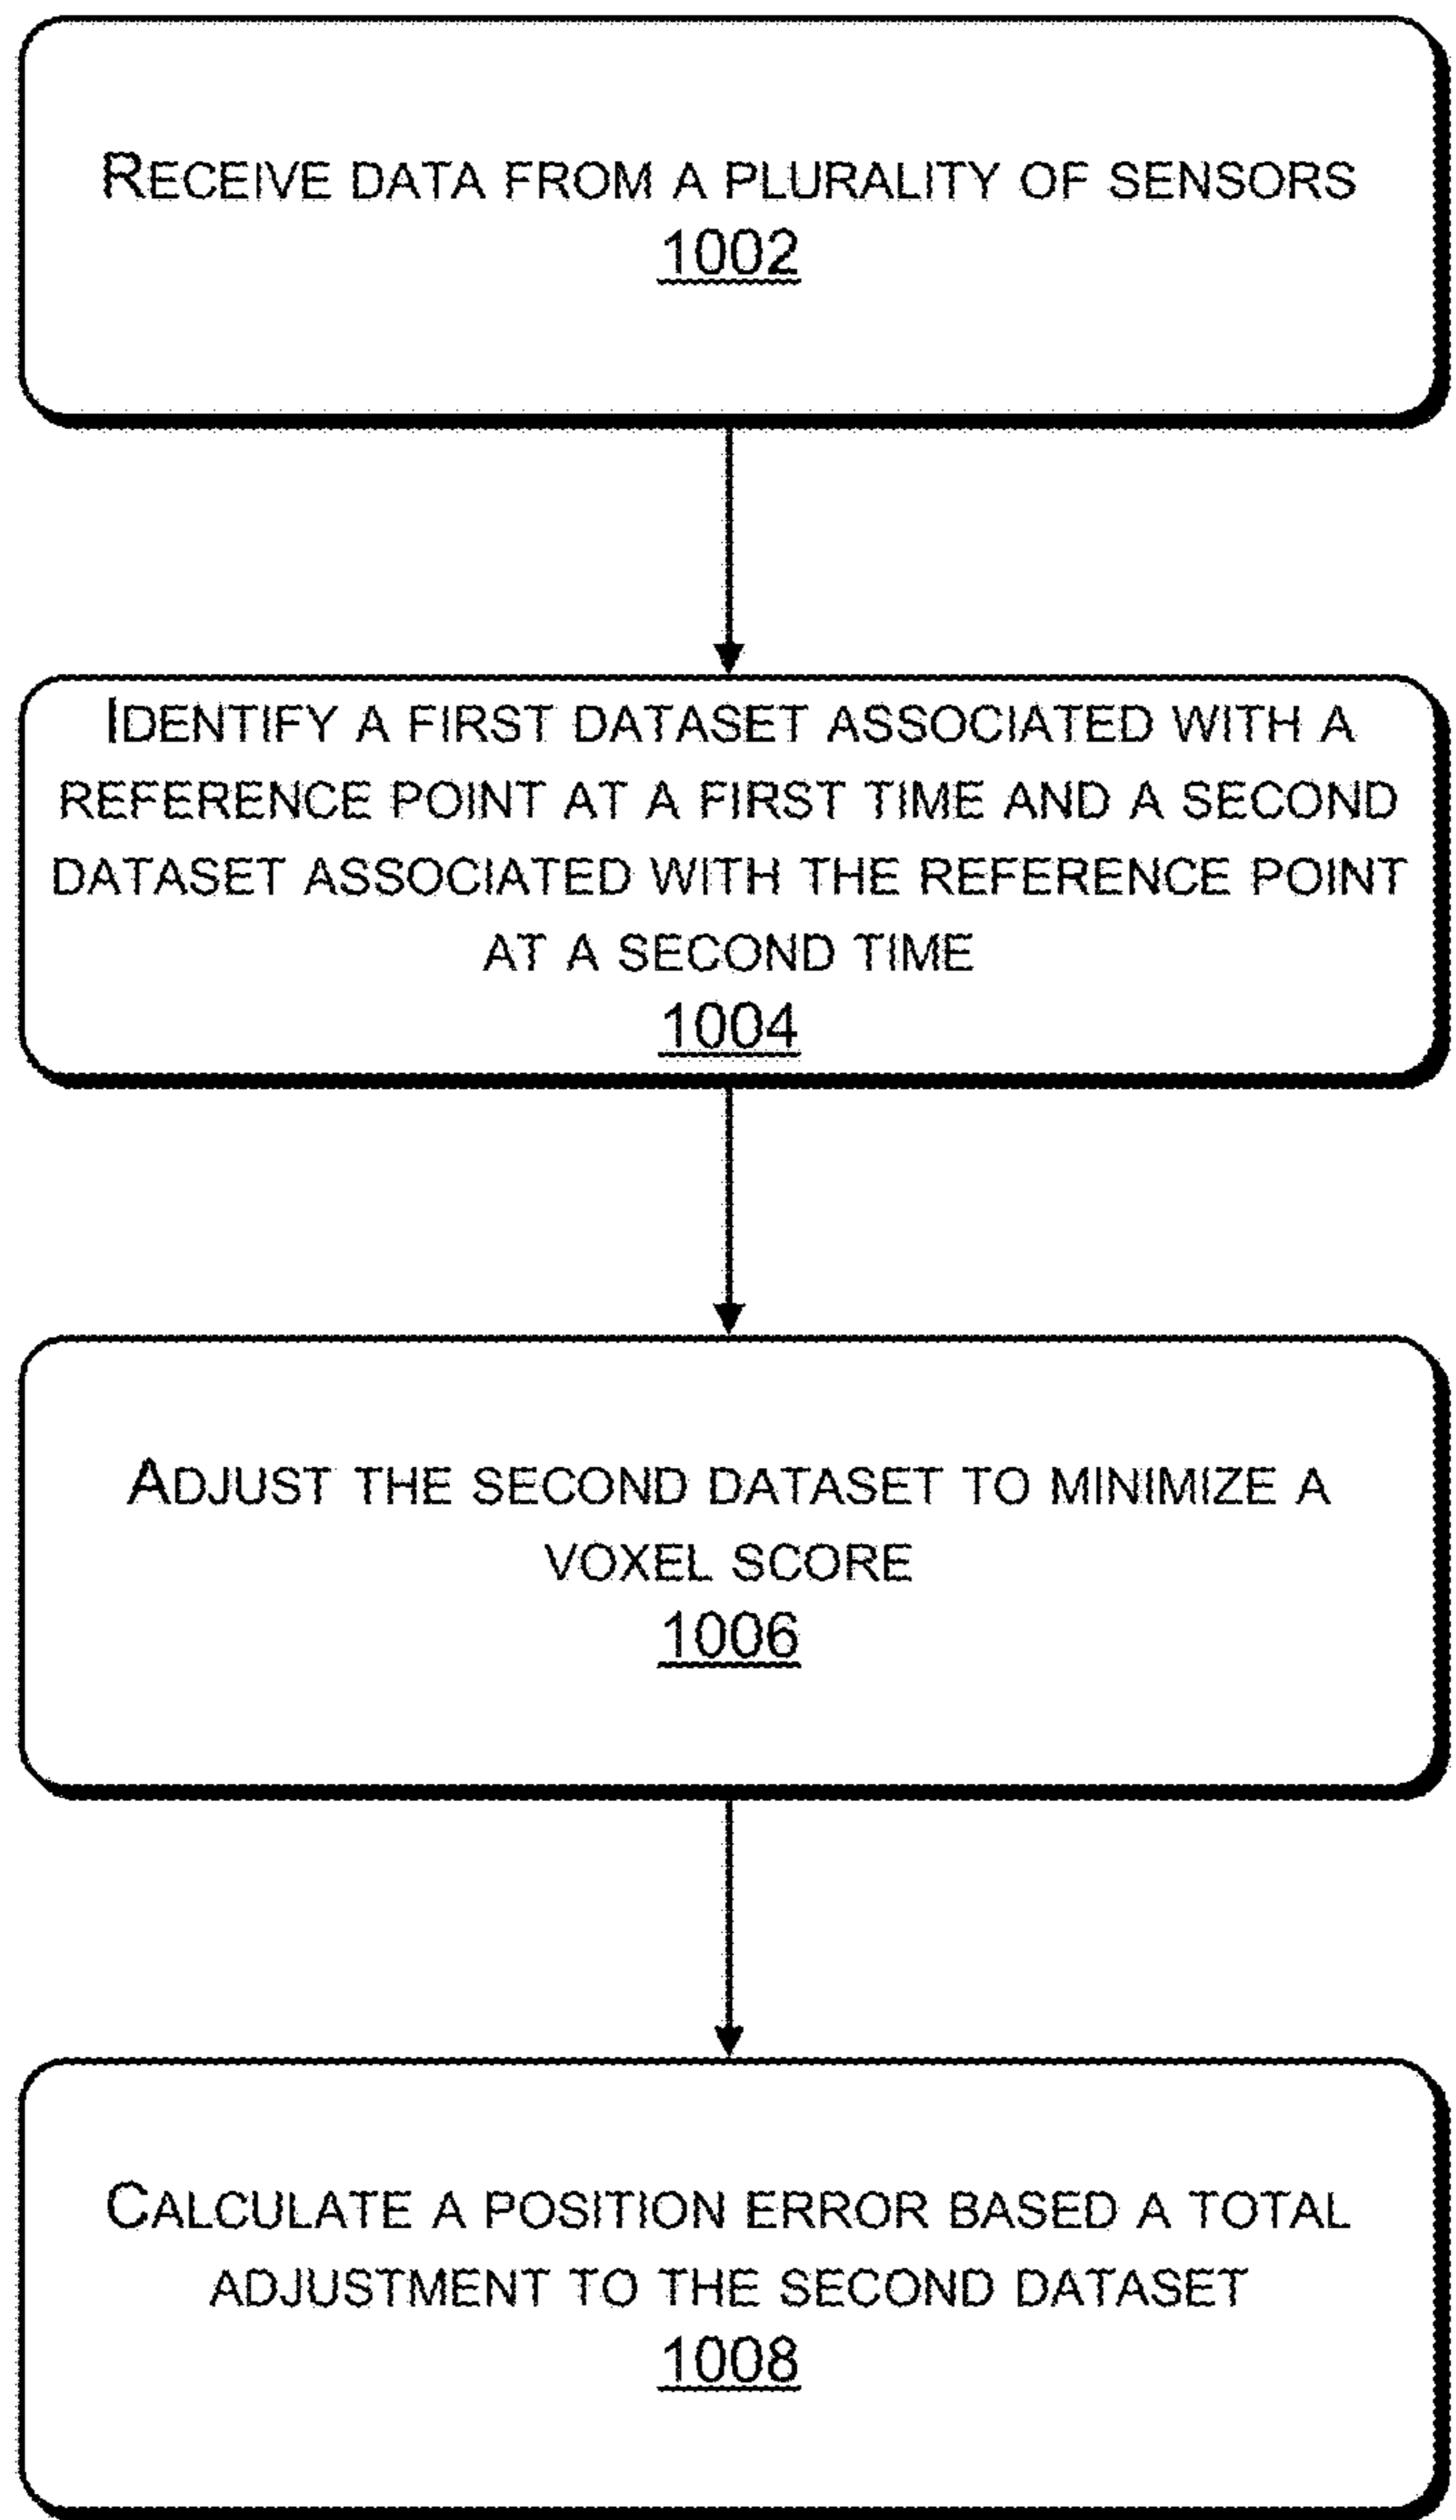 RECEIVE DATA FROM A PLURALITY OF SENSORS
1002
IDENTIFY A FIRST DATASET ASSOCIATED WITH A
REFERENCE POINT AT A FIRST TIME AND A SECOND
DATASET ASSOCIATED WITH THE REFERENCE POINT
AT A SECOND TIME
1004
ADJUST THE SECOND DATASET TO MINIMIZE A
VOXEL SCORE
1006
CALCULATE A POSITION ERROR BASED A TOTAL
ADJUSTMENT TO THE SECOND DATASET
1008